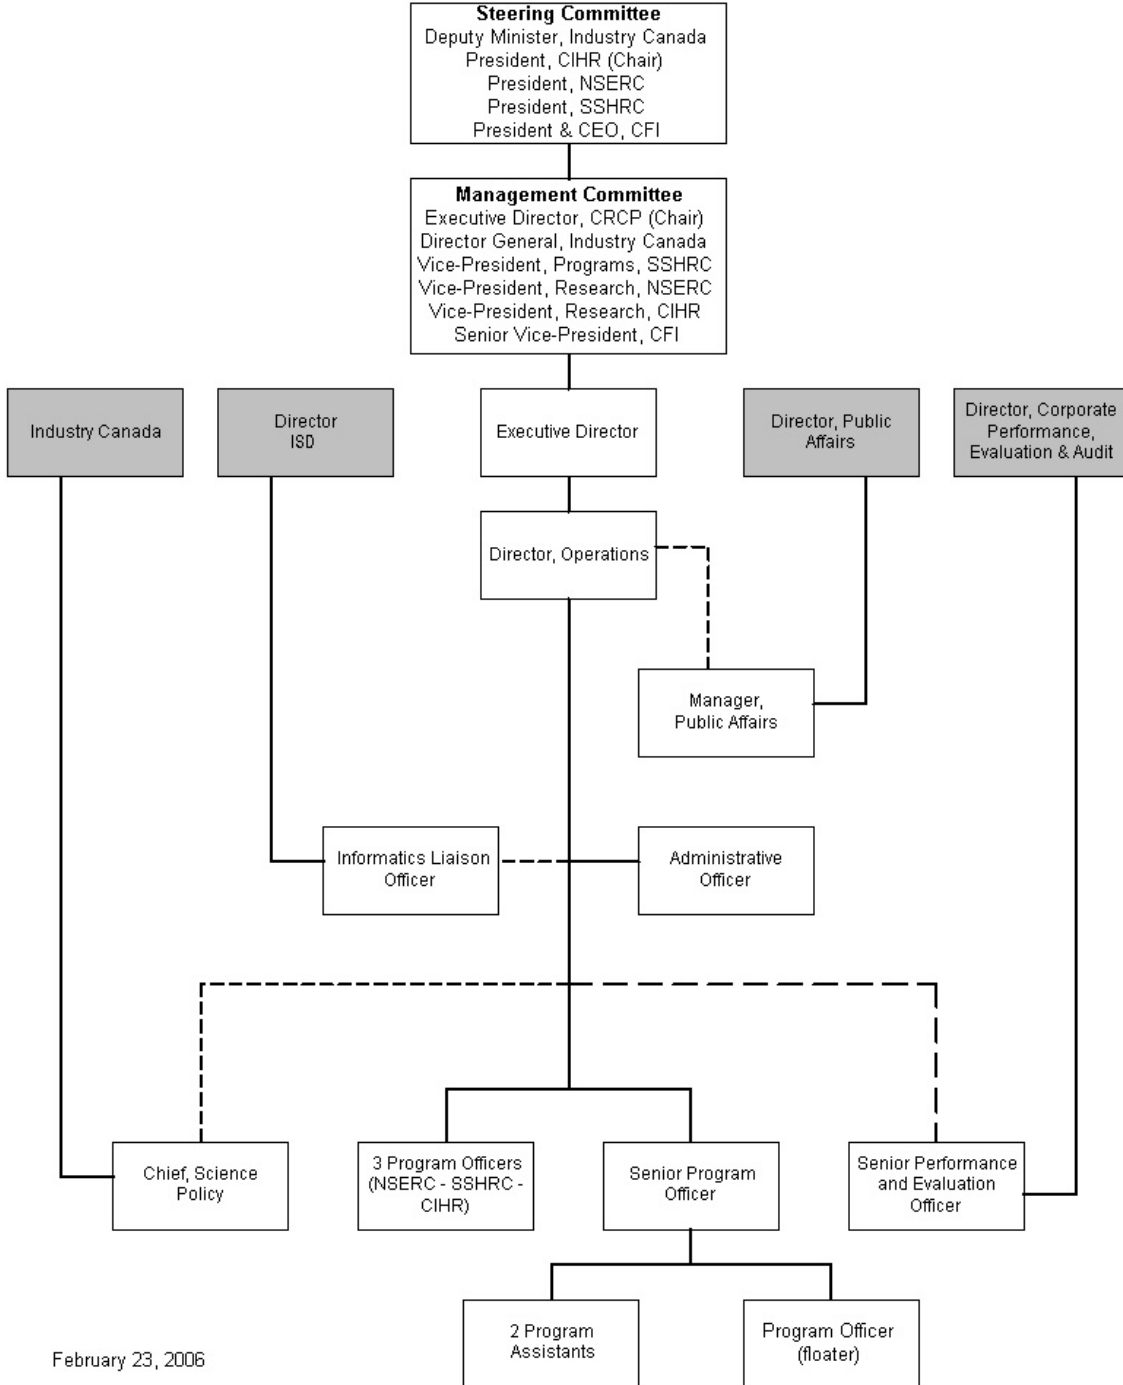 Steering Committee
Deputy Minister, Industry Canada
President, CIHR (Chair)
President, NSERC
President, SSHRC
President & CEO, CFI
Management Committee
Executive Director, CRCP (Chair)
Director General, Industry Canada
Vice-President, Programs, SSHRC
Vice-President, Research, NSERC
Vice-President, Research, CIHR
Senior Vice-President, CFI
Industry Canada
Director
ISD
Executive Director
Director, Public
Affairs
Director, Corporate
Performance,
Evaluation & Audit
Director, Operations
Manager,
Public Affairs
Informatics Liaison
Officer
Administrative
Officer
Chief, Science
Policy
3 Program Officers
(NSERC - SSHRC -
CIHR)
Senior Program
Officer
Senior Performance
and Evaluation
Officer
2 Program
Assistants
Program Officer
(floater)
February 23, 2006